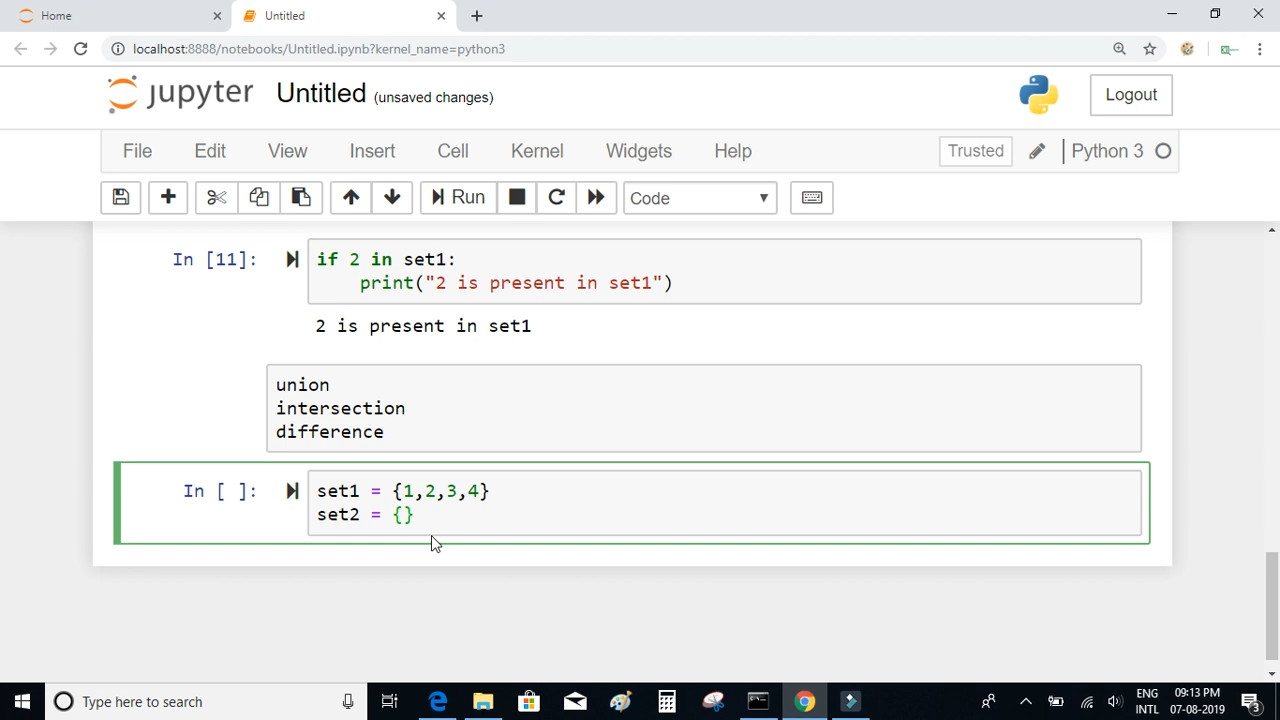 Home
Untitled
localhost:8888/notebooks/Untitled.ipynb?kernel_name=python3
jupyter Untitled (unsaved changes)
Logout
File Edit View Insert Cell Kernel Widgets Help
Trusted
Python 3
Run
Code
In [11]: if 2 in set1:
print("2 is present in set1")
2 is present in set1
union
intersection
difference
In [ ]: set1 = {1,2,3,4}
set2 = {}
Type here to search
ENG
INTL
09:13 PM
07-08-2019
3